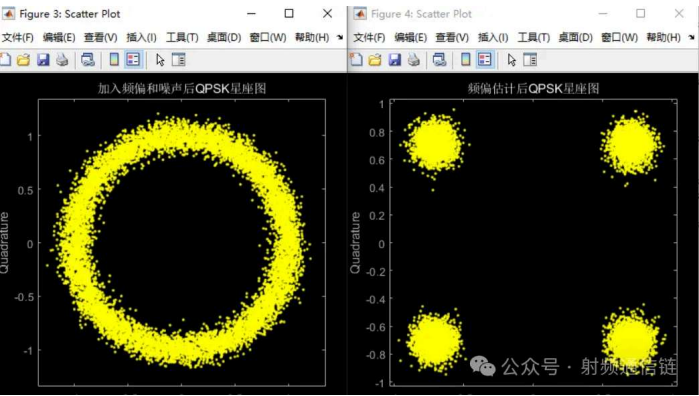 Figure 3: Scatter Plot
文件(F) 编辑(E) 查看(V) 插入(I) 工具(T) 桌面(D) 窗口(W) 帮助(H)
加入频偏和噪声后QPSK星座图
1
0.5
0
-0.5
-1
Quadrature
Figure 4: Scatter Plot
文件(F) 编辑(E) 查看(V) 插入(I) 工具(T) 桌面(D) 窗口(W) 帮助(H)
频偏估计后QPSK星座图
1
0.8
0.6
0.4
0.2
0
-0.2
-0.4
-0.6
-0.8
-1
Quadrature
公众号·射频通信链